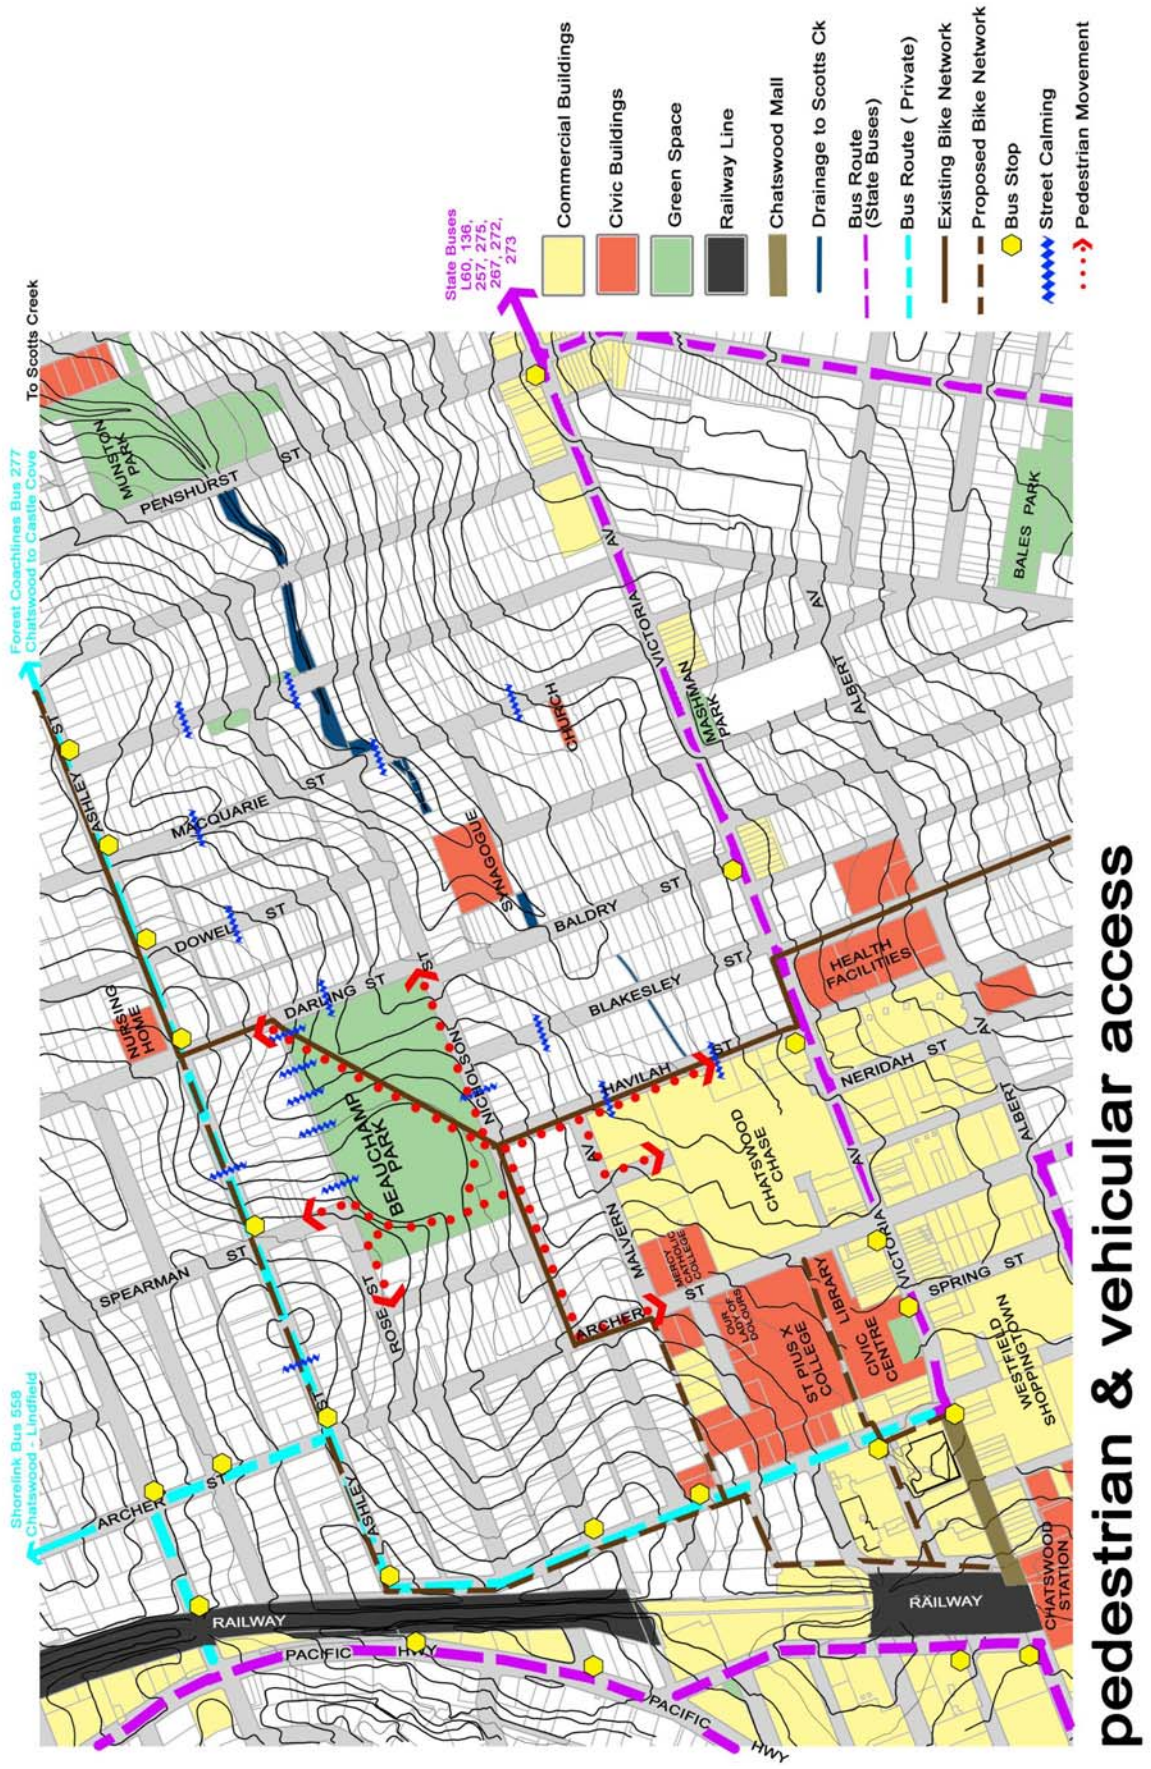 Shorelink Bus 558
Chatswood - Lindfield
Forest Coachlines Bus 277
Chatswood to Castle Cove
To Scotts Creek
State Buses
L60, 136,
257, 275,
267, 272,
273
Commercial Buildings
Civic Buildings
Green Space
Railway Line
Chatswood Mall
Drainage to Scotts Ck
Bus Route
(State Buses)
Bus Route ( Private)
Existing Bike Network
Proposed Bike Network
Bus Stop
Street Calming
Pedestrian Movement
ARCHER ST
SPEARMAN ST
NURSING
HOME
DOWEL ST
MACQUARIE ST
ASHLEY ST
PENSHURST ST
MUNSTON
PARK
RAILWAY
PACIFIC HWY
ASHLEY ST
ROSE ST
BEAUCHAMP
PARK
DARLING ST
NICHOLSON ST
SYNAGOGUE
BALDRY ST
CHURCH
BLAKESLEY ST
HAVILAH ST
MALVERN AV
ARCHER ST
MERCY
CATHOLIC
COLLEGE
OUR
LADY OF
DOLOURS
ST PIUS X
COLLEGE
LIBRARY
CIVIC
CENTRE
CHATSWOOD
CHASE
VICTORIA AV
NERIDAH ST
HEALTH
FACILITIES
MASHMAN
PARK
VICTORIA AV
ALBERT AV
BALES PARK
ALBERT AV
SPRING ST
WESTFIELD
SHOPPINGTOWN
RAILWAY
CHATSWOOD
STATION
PACIFIC
HWY
pedestrian & vehicular access